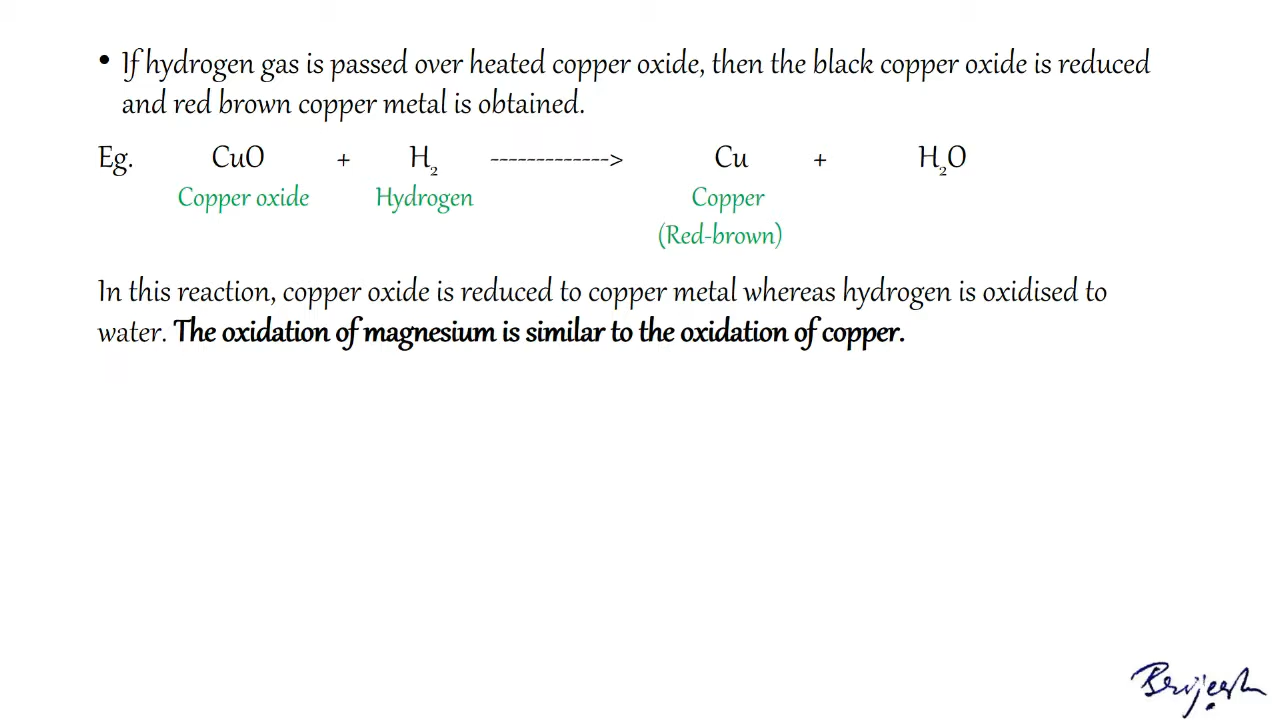 • If hydrogen gas is passed over heated copper oxide, then the black copper oxide is reduced
and red brown copper metal is obtained.
Eg. CuO + H₂ -------------> Cu + H₂O
Copper oxide Hydrogen Copper
(Red-brown)
In this reaction, copper oxide is reduced to copper metal whereas hydrogen is oxidised to
water. The oxidation of magnesium is similar to the oxidation of copper.
Brijeesh